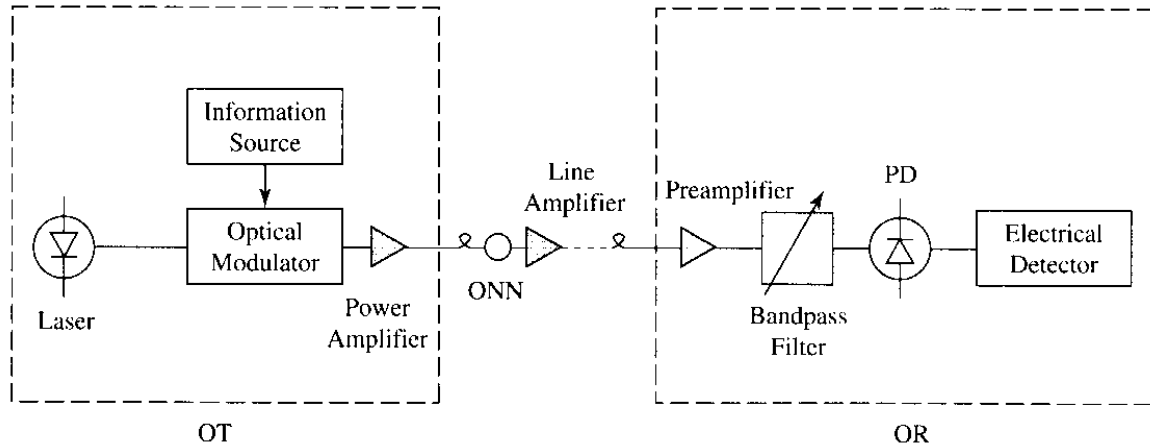 Information
Source
Optical
Modulator
Laser
Power
Amplifier
OT
ONN
Line
Amplifier
Preamplifier
Bandpass
Filter
PD
Electrical
Detector
OR